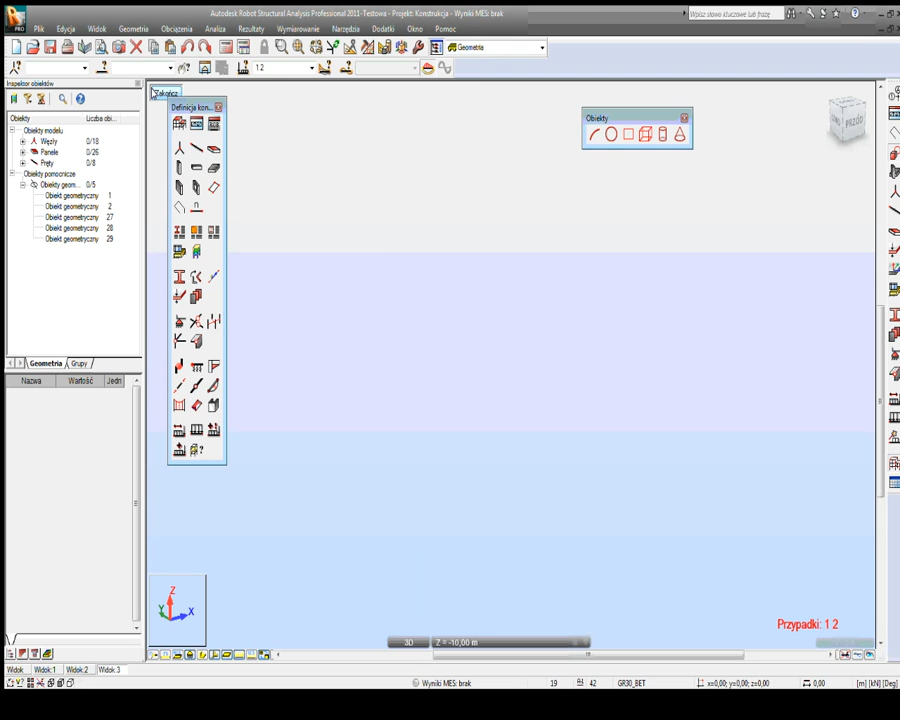 Autodesk Robot Structural Analysis Professional 2011-Testowa - Projekt: Konstrukcja - Wyniki MES: brak
Wpisz słowo kluczowe lub frazę
PRO
Plik Edycja Widok Geometria Obciążenia Analiza Rezultaty Wymiarowanie Narzędzia Dodatki Okno Pomoc
Geometria
1 2
Inspektor obiektów
Zakończ
Definicja kon...
Obiekty
PRZÓD
Obiekty Liczba obi...
Obiekty modelu
Węzły 0/18
Panele 0/26
Pręty 0/8
Obiekty pomocnicze
Obiekty geom... 0/5
Obiekt geometryczny 1
Obiekt geometryczny 2
Obiekt geometryczny 27
Obiekt geometryczny 28
Obiekt geometryczny 29
Geometria Grupy
Nazwa Wartość Jedn
Z
Y
X
Przypadki: 1 2
3D Z = -10,00 m
Widok Widok:1 Widok:2 Widok:3
Wyniki MES: brak 19 42 GR30_BET x=0,00; y=0,00; z=0,00 0,00 [m] [kN] [Deg]